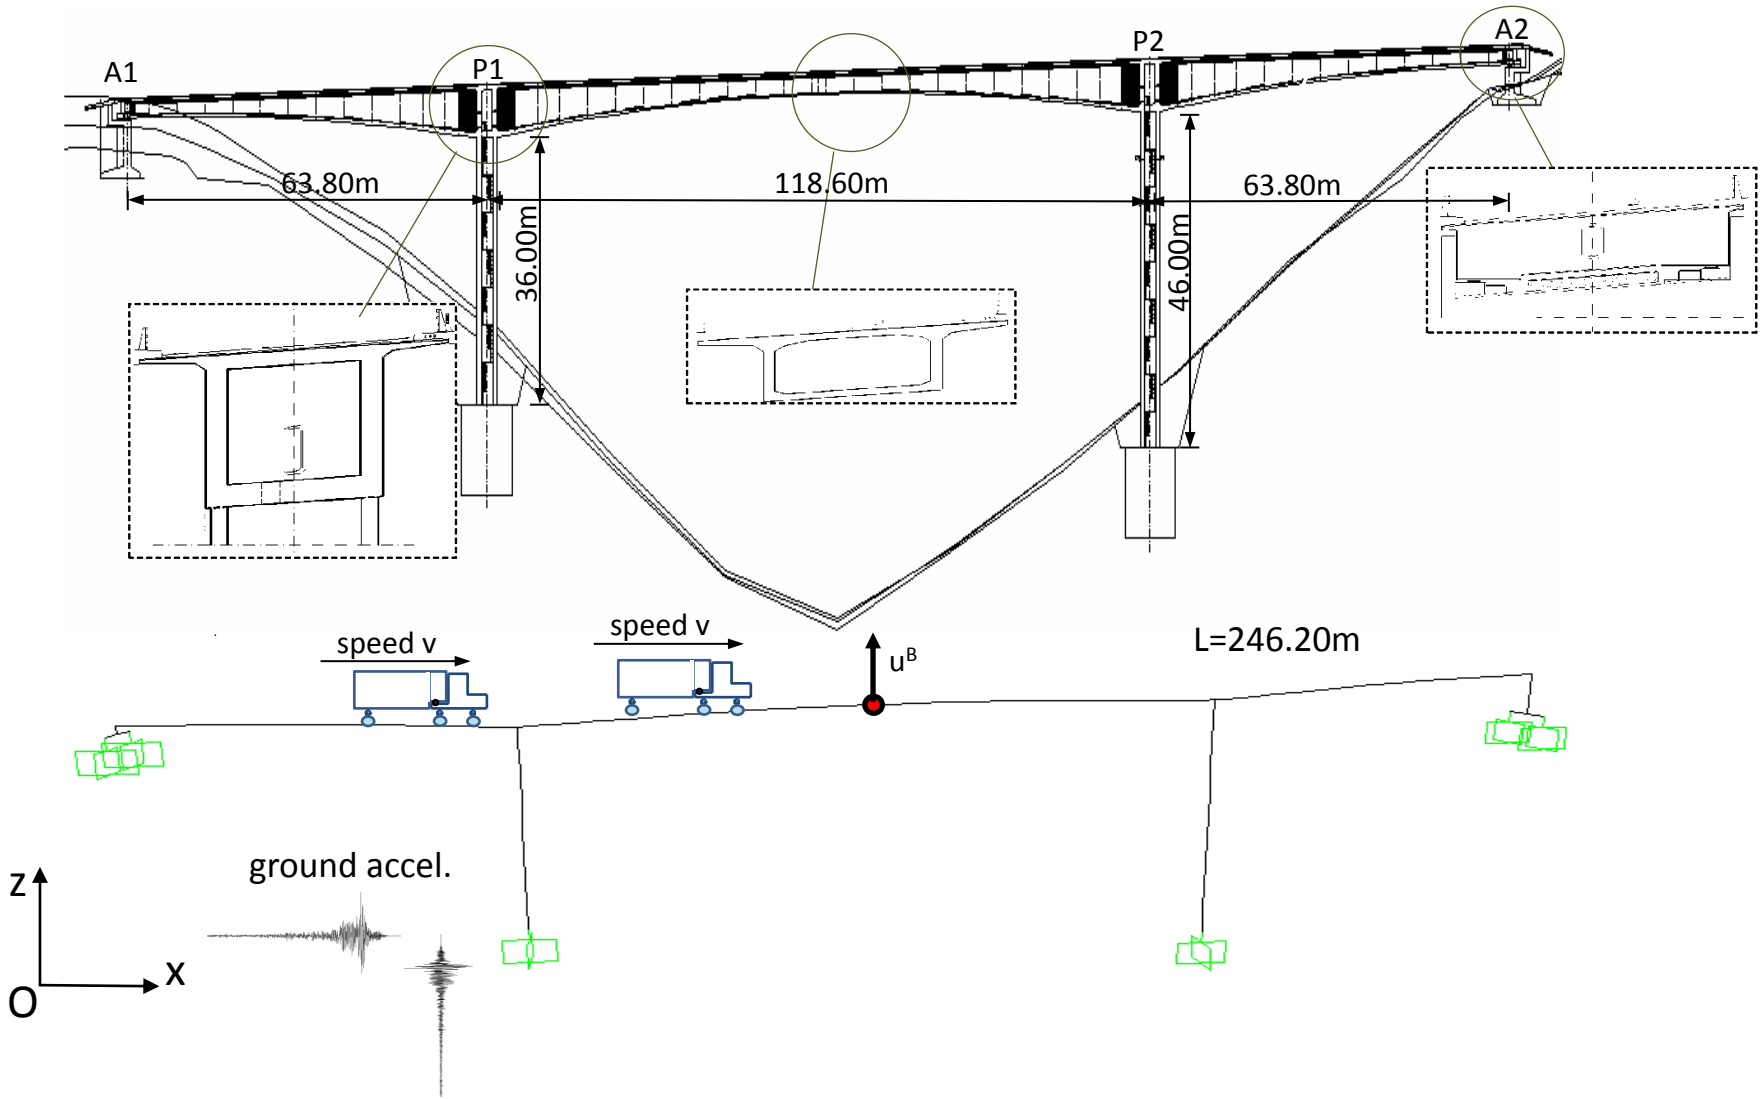 A1
P1
P2
A2
63.80m
118.60m
63.80m
36.00m
46.00m
speed v
speed v
u^B
L=246.20m
ground accel.
z
x
O